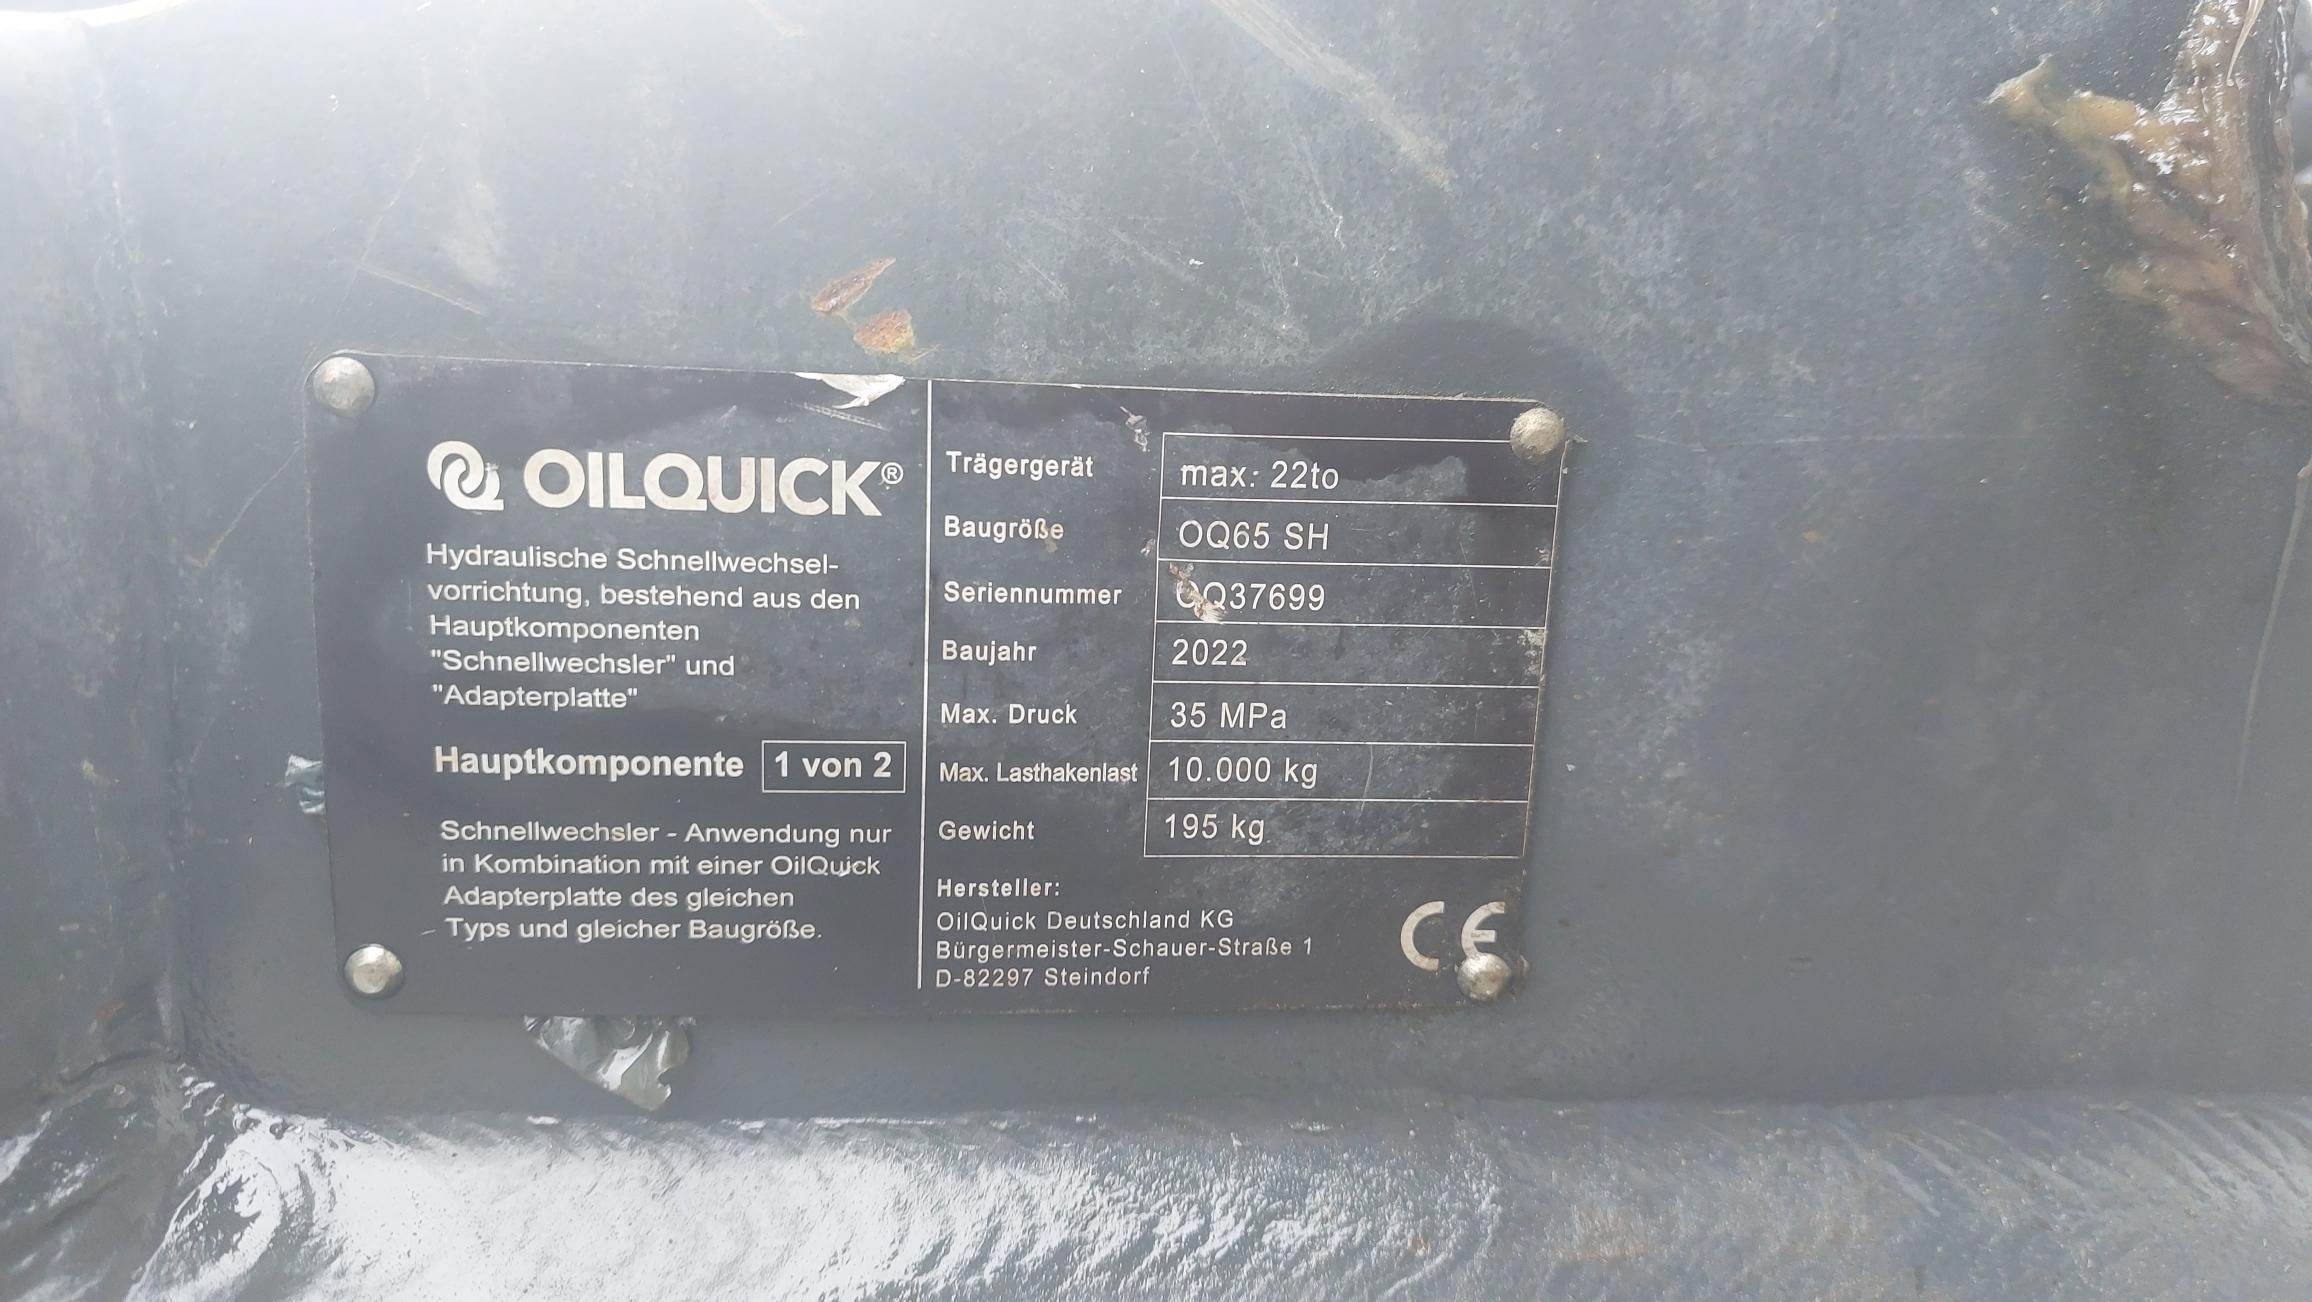 OILQUICK®
Hydraulische Schnellwechsel-
vorrichtung, bestehend aus den
Hauptkomponenten
"Schnellwechsler" und
"Adapterplatte"
Hauptkomponente 1 von 2
Schnellwechsler - Anwendung nur
in Kombination mit einer OilQuick
Adapterplatte des gleichen
Typs und gleicher Baugröße.
Trägergerät max: 22to
Baugröße OQ65 SH
Seriennummer OQ37699
Baujahr 2022
Max. Druck 35 MPa
Max. Lasthakenlast 10.000 kg
Gewicht 195 kg
Hersteller:
OilQuick Deutschland KG
Bürgermeister-Schauer-Straße 1
D-82297 Steindorf
CE